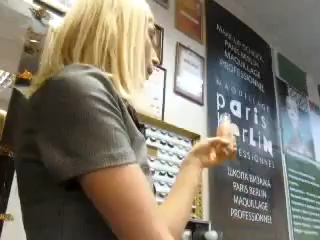 MAKE-UP SCHOOL
PARIS BERLIN
MAQUILLAGE
PROFESSIONNEL
MAQUILLAGE
paris
berlin
PROFESSIONNEL
ШКОЛА ВИЗАЖА
PARIS BERLIN
MAQUILLAGE
PROFESSIONNEL